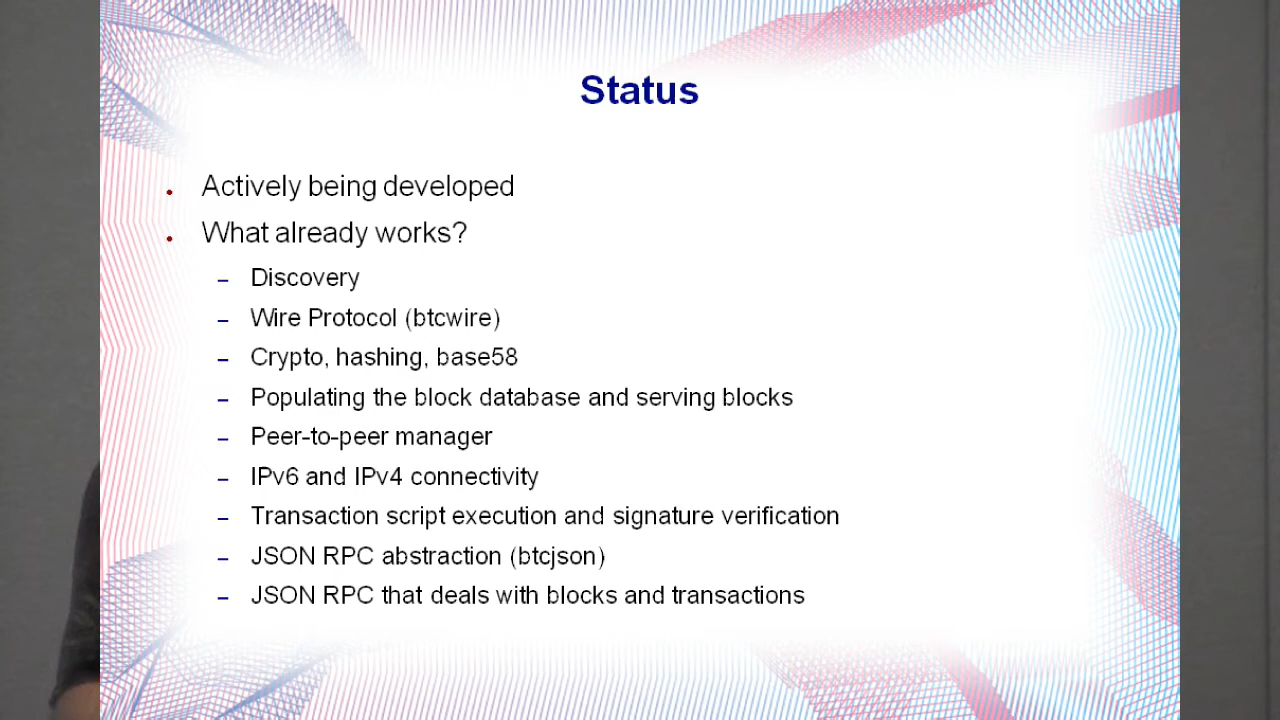 Status
• Actively being developed
• What already works?
– Discovery
– Wire Protocol (btcwire)
– Crypto, hashing, base58
– Populating the block database and serving blocks
– Peer-to-peer manager
– IPv6 and IPv4 connectivity
– Transaction script execution and signature verification
– JSON RPC abstraction (btcjson)
– JSON RPC that deals with blocks and transactions